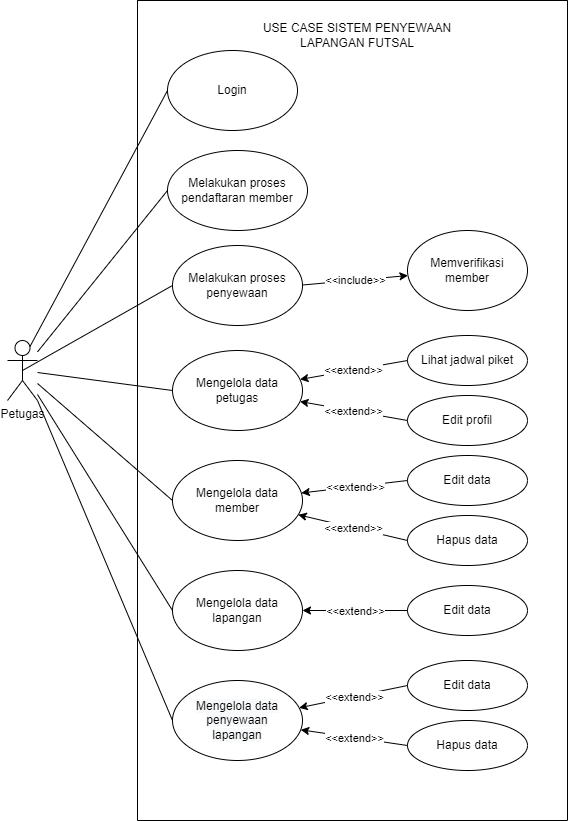 USE CASE SISTEM PENYEWAAN
LAPANGAN FUTSAL
Login
Melakukan proses
pendaftaran member
Melakukan proses
penyewaan
<<include>>
Memverifikasi
member
Petugas
Mengelola data
petugas
<<extend>>
Lihat jadwal piket
<<extend>>
Edit profil
Mengelola data
member
<<extend>>
Edit data
<<extend>>
Hapus data
Mengelola data
lapangan
<<extend>>
Edit data
Mengelola data
penyewaan
lapangan
<<extend>>
Edit data
<<extend>>
Hapus data